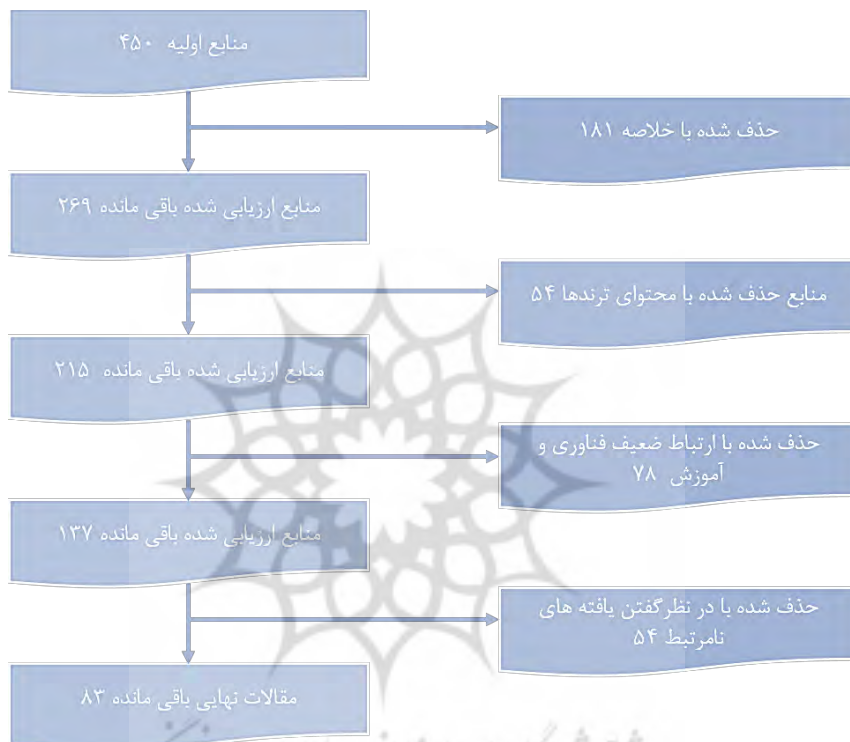 منابع اولیه ۴۵۰
حذف شده با خلاصه ۱۸۱
منابع ارزیابی شده باقی مانده ۲۶۹
منابع حذف شده با محتوای ترندها ۵۴
منابع ارزیابی شده باقی مانده ۲۱۵
حذف شده با ارتباط ضعیف فناوری و
آموزش ۷۸
منابع ارزیابی شده باقی مانده ۱۳۷
حذف شده با در نظرگفتن یافته های
نامرتبط ۵۴
مقالات نهایی باقی مانده ۸۳